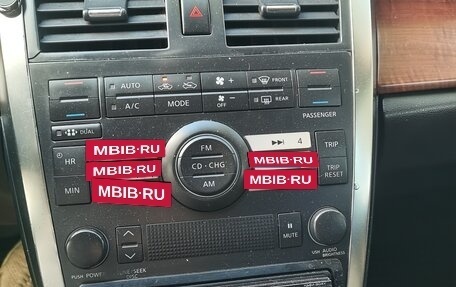 AUTO
+
FRONT
A/C
MODE
OFF
-
REAR
DUAL
PASSENGER
HR
MBIB.RU
FM
4
TRIP
MBIB.RU
CD·CHG
MBIB.RU
TRIP
RESET
MIN
MBIB.RU
AM
MBIB.RU
MUTE
PUSH POWER
SEEK
PUSH
AUDIO
BRIGHTNESS